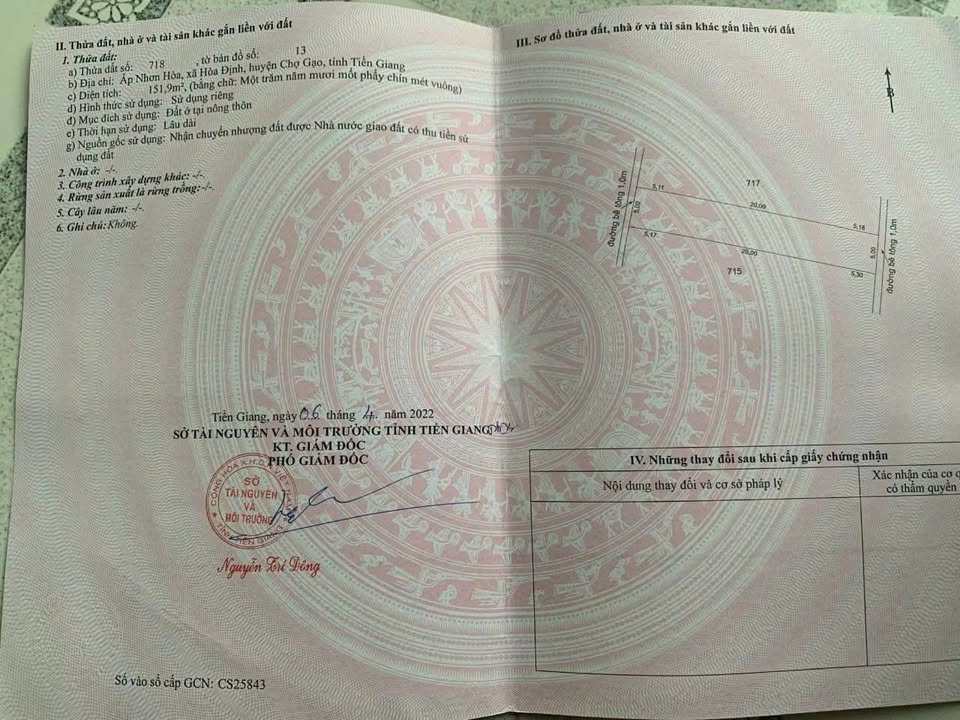 II. Thửa đất, nhà ở và tài sản khác gắn liền với đất
1. Thửa đất:
a) Thửa đất số: 718 , tờ bản đồ số: 13
b) Địa chỉ: Ấp Nhơn Hòa, xã Hòa Định, huyện Chợ Gạo, tỉnh Tiền Giang
c) Diện tích: 151,9m², (bằng chữ: Một trăm năm mươi mốt phẩy chín mét vuông)
d) Hình thức sử dụng: Sử dụng riêng
đ) Mục đích sử dụng: Đất ở tại nông thôn
e) Thời hạn sử dụng: Lâu dài
g) Nguồn gốc sử dụng: Nhận chuyển nhượng đất được Nhà nước giao đất có thu tiền sử
dụng đất
2. Nhà ở: -/-.
3. Công trình xây dựng khác: -/-.
4. Rừng sản xuất là rừng trồng:-/-.
5. Cây lâu năm: -/-.
6. Ghi chú: Không.
Tiền Giang, ngày 06 tháng 4 năm 2022
SỞ TÀI NGUYÊN VÀ MÔI TRƯỜNG TỈNH TIỀN GIANG
KT. GIÁM ĐỐC
PHÓ GIÁM ĐỐC
CỘNG HÒA X.H.C.N VIỆT NAM
SỞ
TÀI NGUYÊN
VÀ
MÔI TRƯỜNG
TỈNH TIỀN GIANG
Nguyễn Trí Dông
Số vào sổ cấp GCN: CS25843
III. Sơ đồ thửa đất, nhà ở và tài sản khác gắn liền với đất
B
đường bê tông 1,0m
5,11
717
20,00
5,18
5,00
5,00
5,17
20,00
5,30
715
đường bê tông 1,0m
IV. Những thay đổi sau khi cấp giấy chứng nhận
Nội dung thay đổi và cơ sở pháp lý
Xác nhận của cơ q
có thẩm quyền